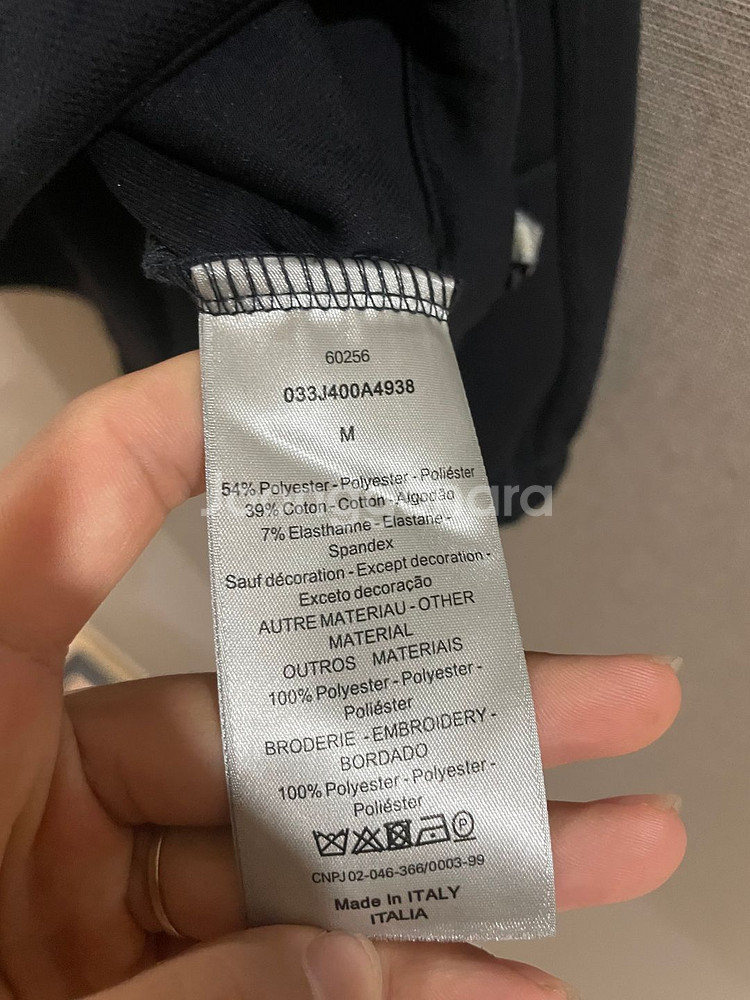 60256
033J400A4938
M
54% Polyester - Polyester - Poliéster
39% Coton - Cotton - Algodão
7% Elasthanne - Elastane -
Spandex
Sauf décoration - Except decoration -
Exceto decoração
AUTRE MATERIAU - OTHER
MATERIAL
OUTROS MATERIAIS
100% Polyester - Polyester -
Poliéster
BRODERIE - EMBROIDERY -
BORDADO
100% Polyester - Polyester -
Poliéster
P
CNPJ 02-046-366/0003-99
Made In ITALY
ITALIA